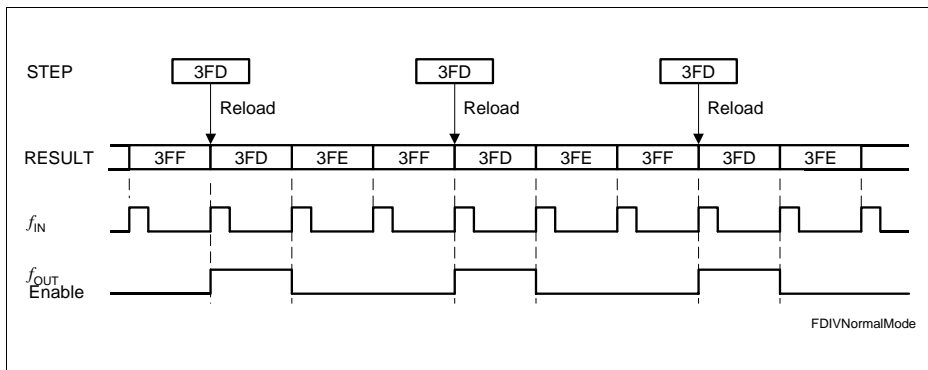 STEP 3FD 3FD 3FD
Reload Reload Reload
RESULT 3FF 3FD 3FE 3FF 3FD 3FE 3FF 3FD 3FE
fIN
fOUT
Enable
FDIVNormalMode